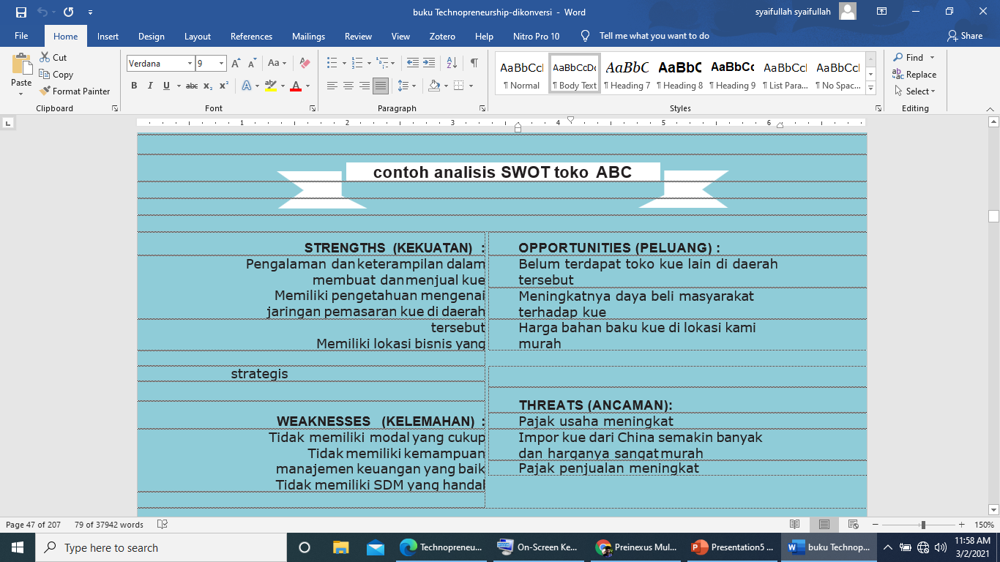 buku Technopreneurship-dikonversi - Word
syaifullah syaifullah
File Home Insert Design Layout References Mailings Review View Zotero Help Nitro Pro 10 Tell me what you want to do Share
Paste
Cut
Copy
Format Painter
Clipboard
Verdana 9
Font
Paragraph
AaBbCcI AaBbCcDc AaBbC AaBbC AaBbCc AaBbCcI AaBbCcI
¶ Normal ¶ Body Text ¶ Heading 7 ¶ Heading 8 ¶ Heading 9 ¶ List Para... ¶ No Spac...
Styles
Find
Replace
Select
Editing
1 2 3 4 5 6
contoh analisis SWOT toko ABC
STRENGTHS (KEKUATAN) :
Pengalaman dan keterampilan dalam
membuat dan menjual kue
Memiliki pengetahuan mengenai
jaringan pemasaran kue di daerah
tersebut
Memiliki lokasi bisnis yang
strategis
WEAKNESSES (KELEMAHAN) :
Tidak memiliki modal yang cukup
Tidak memiliki kemampuan
manajemen keuangan yang baik
Tidak memiliki SDM yang handal
OPPORTUNITIES (PELUANG) :
Belum terdapat toko kue lain di daerah
tersebut
Meningkatnya daya beli masyarakat
terhadap kue
Harga bahan baku kue di lokasi kami
murah
THREATS (ANCAMAN):
Pajak usaha meningkat
Impor kue dari China semakin banyak
dan harganya sangat murah
Pajak penjualan meningkat
Page 47 of 207 79 of 37942 words
150%
Type here to search
Technopreneu...
On-Screen Ke...
Preinexus Mul...
Presentation5 ...
buku Technop...
11:58 AM
3/2/2021